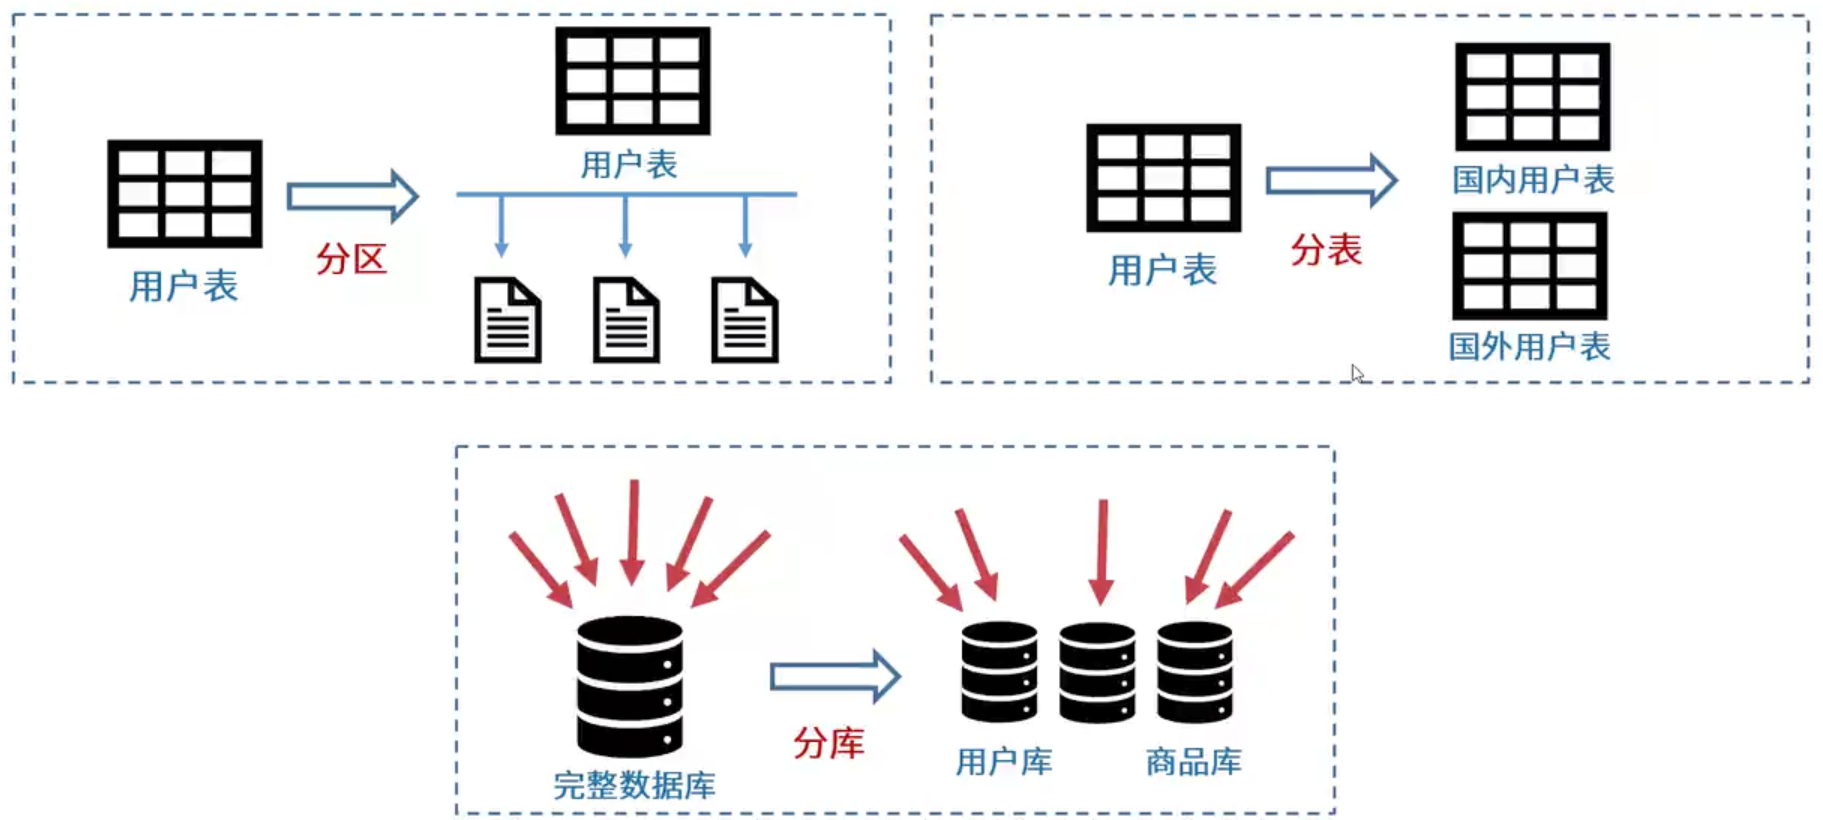 用户表
分区
用户表
用户表
分表
国内用户表
国外用户表
完整数据库
分库
用户库
商品库